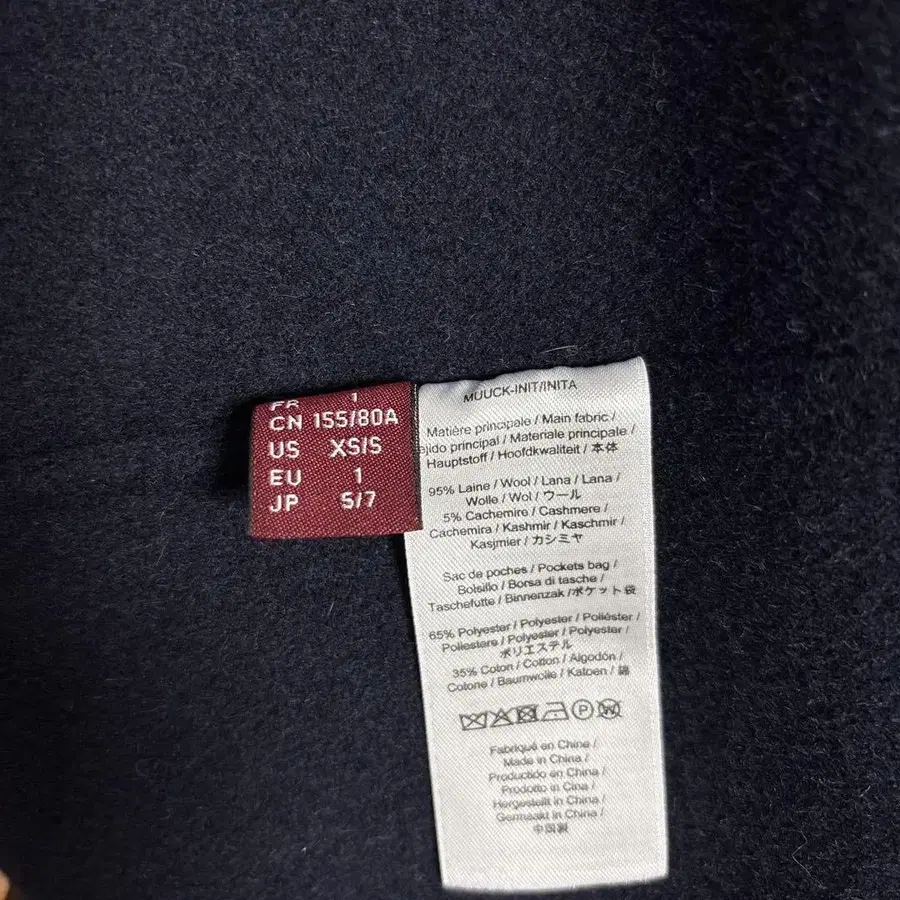 FR 1
CN 155/80A
US XS/S
EU 1
JP 5/7
MUUCK-INIT/INITA
Matière principale / Main fabric /
ejido principal / Materiale principale /
Hauptstoff / Hoofdkwaliteit / 本体
95% Laine / Wool / Lana / Lana /
Wolle / Wol / ウール
5% Cachemire / Cashmere /
Cachemira / Kashmir / Kaschmir /
Kasjmier / カシミヤ
Sac de poches / Pockets bag /
Bolsillo / Borsa di tasche /
Taschefutte / Binnenzak /ポケット袋
65% Polyester / Polyester / Poliéster /
Poliestere / Polyester / Polyester /
ポリエステル
35% Coton / Cotton / Algodón /
Cotone / Baumwolle / Katoen / 綿
P W
Fabriqué en Chine /
Made in China /
Producido en China /
Prodotto in Cina /
Hergestellt in China /
Gemaakt in China /
中国製